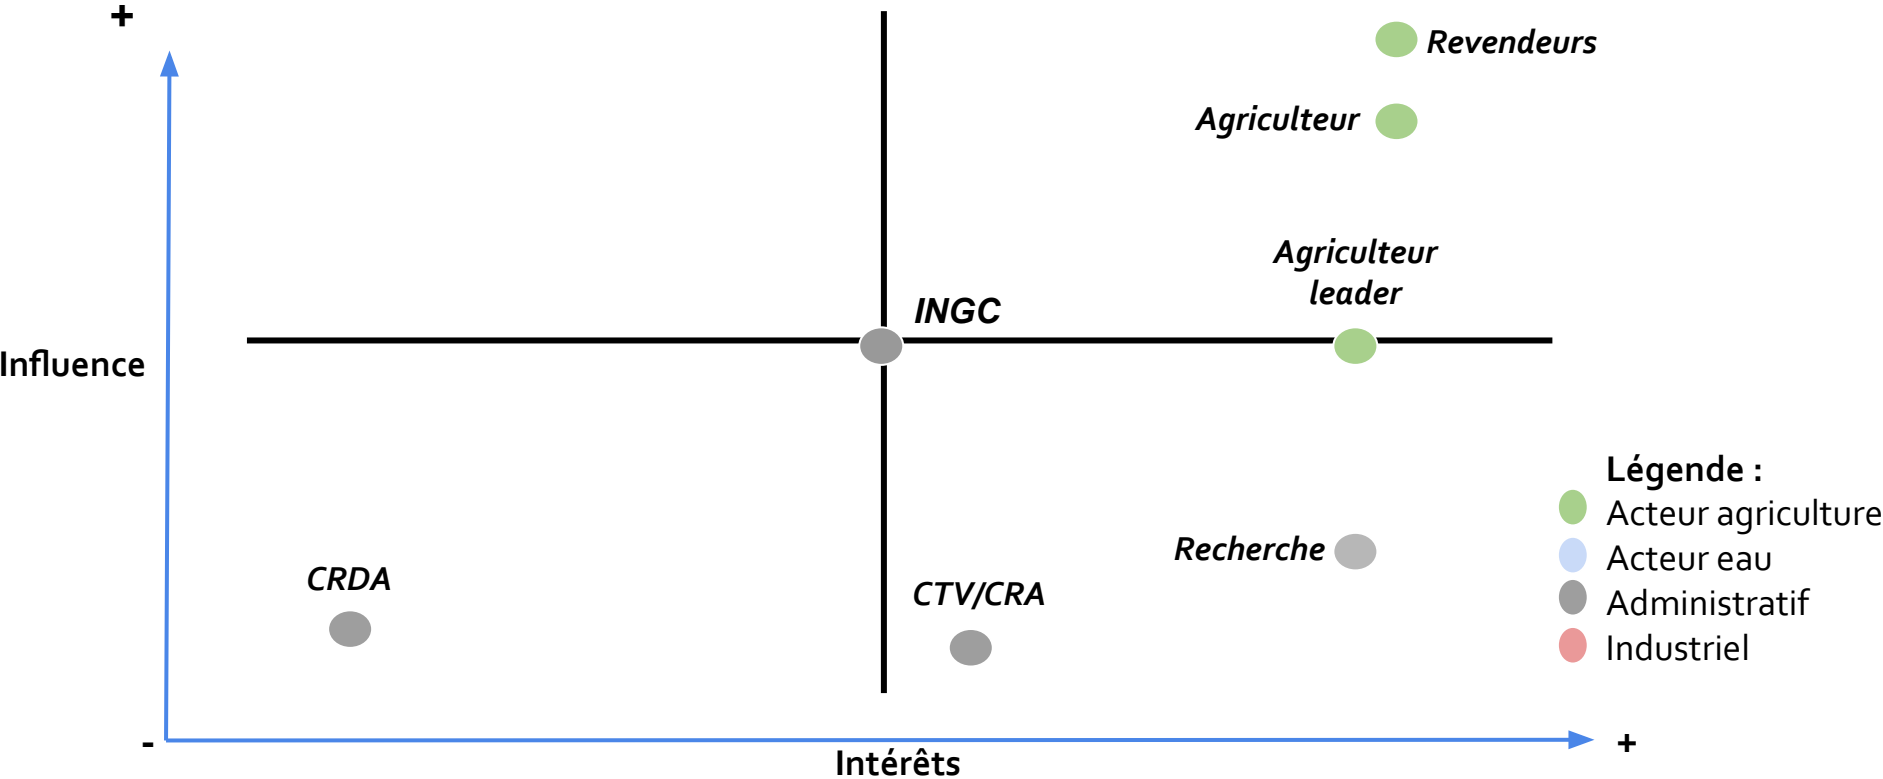 +
Revendeurs
Agriculteur
Agriculteur
leader
INGC
Influence
Légende :
Acteur agriculture
Acteur eau
Administratif
Industriel
Recherche
CRDA
CTV/CRA
-
+
Intérêts